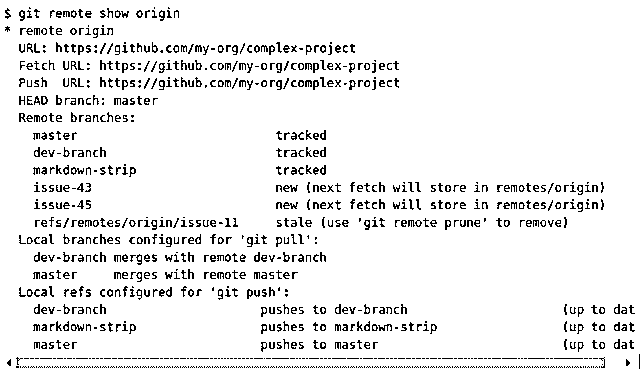 $ git remote show origin
* remote origin
  URL: https://github.com/my-org/complex-project
  Fetch URL: https://github.com/my-org/complex-project
  Push  URL: https://github.com/my-org/complex-project
  HEAD branch: master
  Remote branches:
    master                           tracked
    dev-branch                       tracked
    markdown-strip                   tracked
    issue-43                         new (next fetch will store in remotes/origin)
    issue-45                         new (next fetch will store in remotes/origin)
    refs/remotes/origin/issue-11     stale (use 'git remote prune' to remove)
  Local branches configured for 'git pull':
    dev-branch merges with remote dev-branch
    master     merges with remote master
  Local refs configured for 'git push':
    dev-branch                     pushes to dev-branch                     (up to dat
    markdown-strip                 pushes to markdown-strip                 (up to dat
    master                         pushes to master                         (up to dat